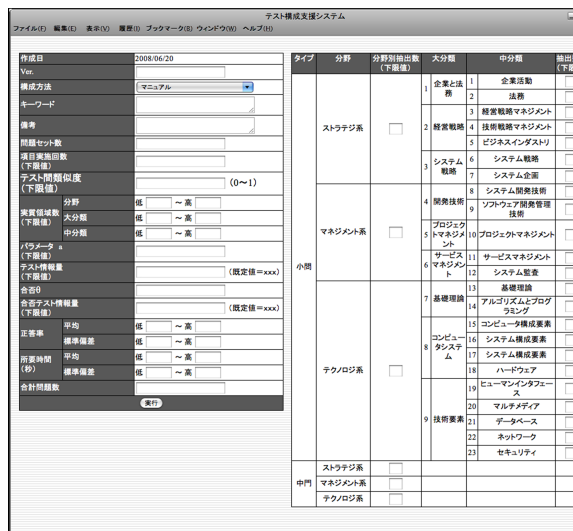 テスト構成支援システム
ファイル(F) 編集(E) 表示(V) 履歴(I) ブックマーク(B) ウィンドウ(W) ヘルプ(H)
作成日 2008/06/20
Ver.
構成方法 マニュアル
キーワード
備考
問題セット数
項目実施回数
(下限値)
テスト問類似度
(下限値) (0〜1)
実質領域数
(下限値)
分野 低 〜 高
大分類 低 〜 高
中分類 低 〜 高
パラメータ a
(下限値)
テスト情報量
(下限値) (既定値=xxx)
合否θ
合否テスト情報量
(下限値) (既定値=xxx)
正答率
平均 低 〜 高
標準偏差 低 〜 高
所要時間
(秒)
平均 低 〜 高
標準偏差 低 〜 高
合計問題数
実行
タイプ 分野 分野別抽出数 大分類 中分類 抽出
(下限値) (下限
小問
ストラテジ系
1 企業と法
務
1 企業活動
2 法務
2 経営戦略
3 経営戦略マネジメント
4 技術戦略マネジメント
5 ビジネスインダストリ
3 システム
戦略
6 システム戦略
7 システム企画
マネジメント系
4 開発技術
8 システム開発技術
9 ソフトウェア開発管理
技術
5 プロジェク
トマネジメ
ント
10 プロジェクトマネジメント
6 サービス
マネジメン
ト
11 サービスマネジメント
12 システム監査
テクノロジ系
7 基礎理論
13 基礎理論
14 アルゴリズムとプログ
ラミング
8 コンピュー
タシステ
ム
15 コンピュータ構成要素
16 システム構成要素
17 システム構成要素
18 ハードウェア
9 技術要素
19 ヒューマンインタフェー
ス
20 マルチメディア
21 データベース
22 ネットワーク
23 セキュリティ
中門
ストラテジ系
マネジメント系
テクノロジ系